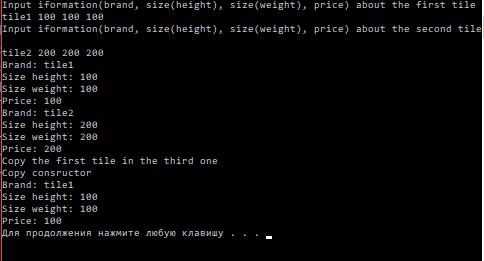 Input iformation(brand, size(height), size(weight), price) about the first tile
tile1 100 100 100
Input iformation(brand, size(height), size(weight), price) about the second tile
tile2 200 200 200
Brand: tile1
Size height: 100
Size weight: 100
Price: 100
Brand: tile2
Size height: 200
Size weight: 200
Price: 200
Copy the first tile in the third one
Copy consructor
Brand: tile1
Size height: 100
Size weight: 100
Price: 100
Для продолжения нажмите любую клавишу . . .